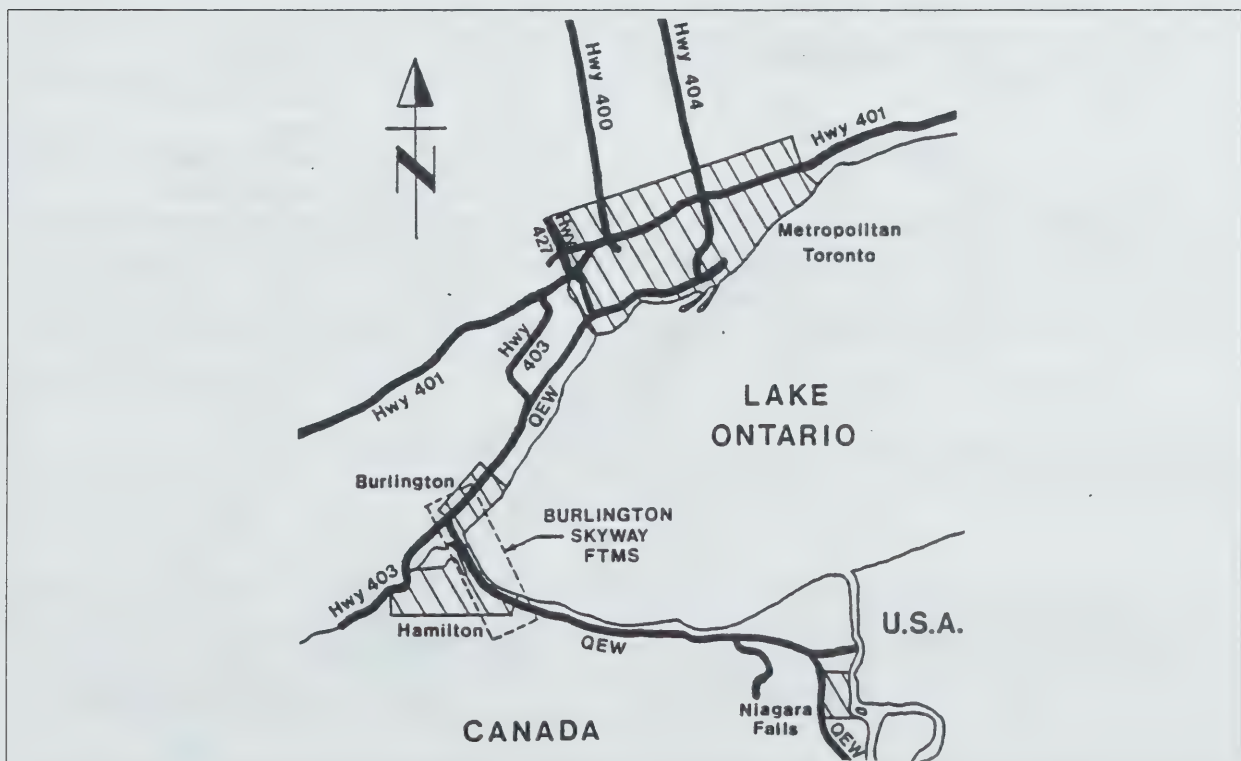 Hwy 400
Hwy 404
Hwy 401
N
Hwy
427
Metropolitan
Toronto
Hwy
403
Hwy 401
QEW
LAKE
ONTARIO
Burlington
BURLINGTON
SKYWAY
FTMS
Hwy 403
Hamilton
QEW
U.S.A.
Niagara
Falls
QEW
CANADA